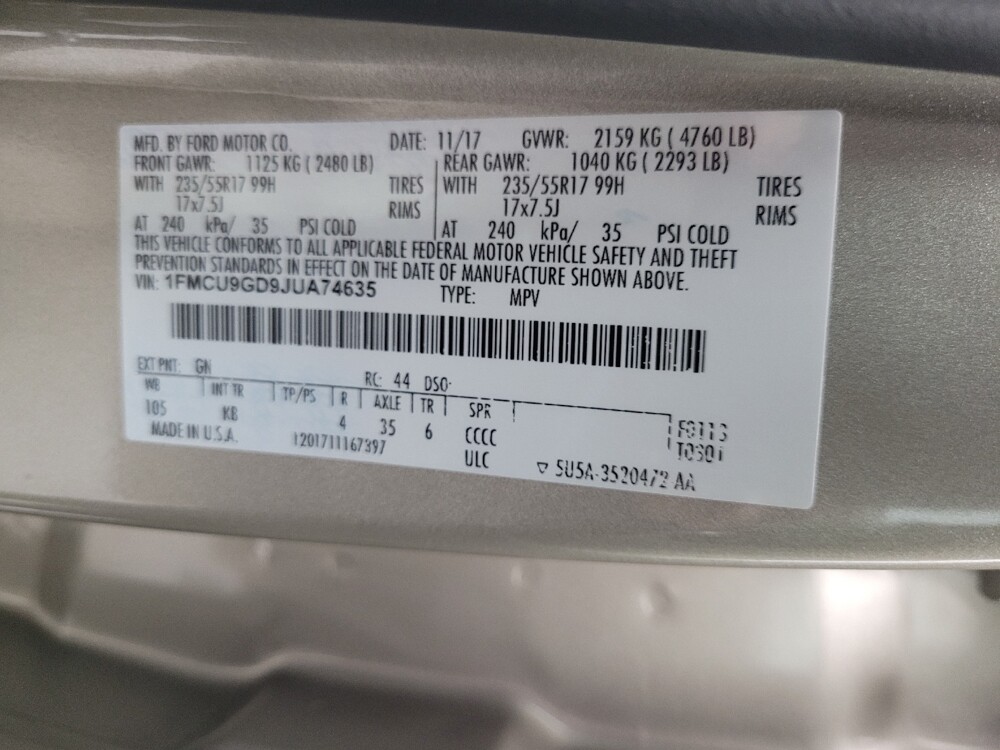 MFD. BY FORD MOTOR CO. DATE: 11/17 GVWR: 2159 KG ( 4760 LB)
FRONT GAWR: 1125 KG ( 2480 LB) REAR GAWR: 1040 KG ( 2293 LB)
WITH 235/55R17 99H TIRES WITH 235/55R17 99H TIRES
17x7.5J RIMS 17x7.5J RIMS
AT 240 kPa/ 35 PSI COLD AT 240 kPa/ 35 PSI COLD
THIS VEHICLE CONFORMS TO ALL APPLICABLE FEDERAL MOTOR VEHICLE SAFETY AND THEFT
PREVENTION STANDARDS IN EFFECT ON THE DATE OF MANUFACTURE SHOWN ABOVE.
VIN: 1FMCU9GD9JUA74635 TYPE: MPV
EXT PNT: GN RC: 44 DSO:
WB INT TR TP/PS R AXLE TR SPR
105 KB 4 35 6 CCCC
MADE IN U.S.A. 1201711167397 ULC
5U5A-3520472-AA